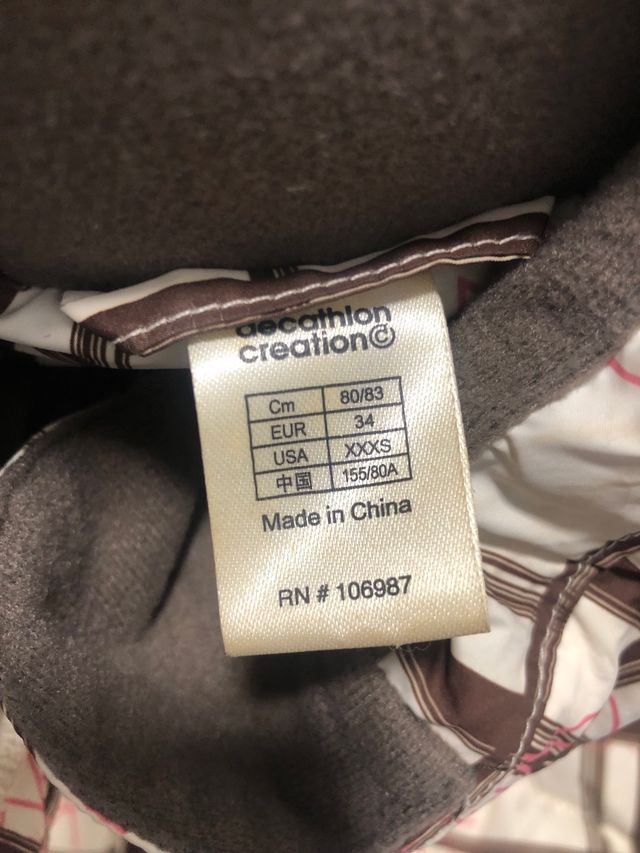 decathlon
creation ©
Cm 80/83
EUR 34
USA XXXS
中国 155/80A
Made in China
RN # 106987